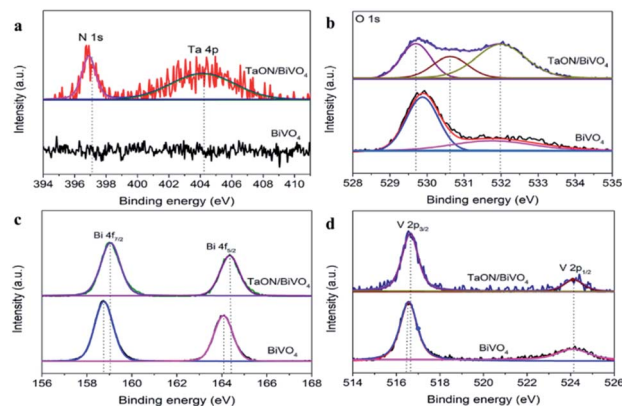 a
N 1s
Ta 4p
TaON/BiVO₄
BiVO₄
Intensity (a.u.)
394 396 398 400 402 404 406 408 410
Binding energy (eV)
b
O 1s
TaON/BiVO₄
BiVO₄
Intensity (a.u.)
528 529 530 531 532 533 534 535
Binding energy (eV)
c
Bi 4f₇/₂
Bi 4f₅/₂
TaON/BiVO₄
BiVO₄
Intensity (a.u.)
156 158 160 162 164 166 168
Binding energy (eV)
d
V 2p₃/₂
V 2p₁/₂
TaON/BiVO₄
BiVO₄
Intensity (a.u.)
514 516 518 520 522 524 526
Binding energy (eV)